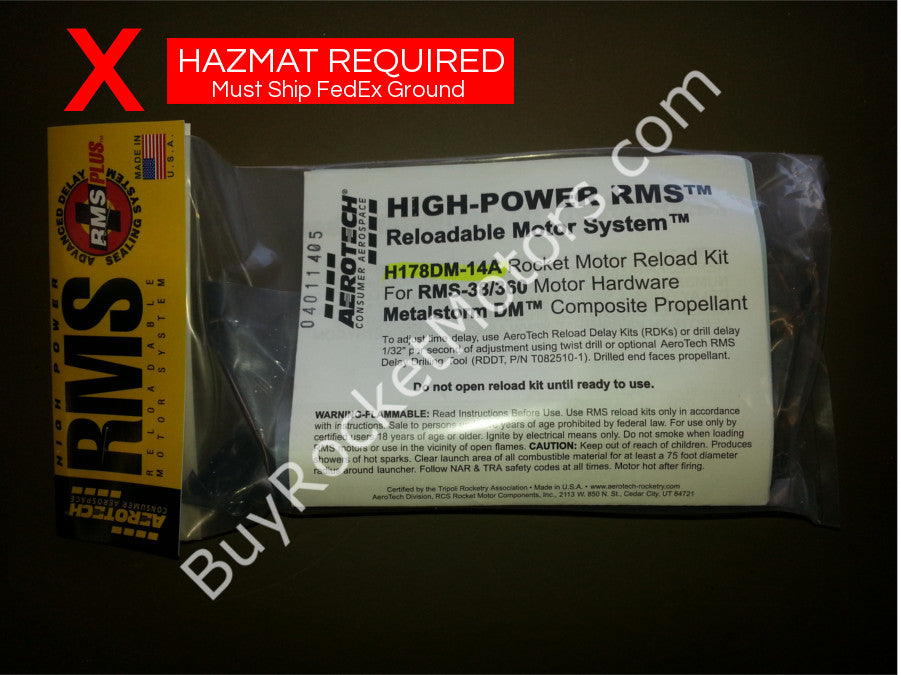 X
HAZMAT REQUIRED
Must Ship FedEx Ground
BuyRocketMotors.com
HIGH POWER
RMS
RELOADABLE
MOTOR SYSTEM
ADVANCED DELAY
RMS PLUS™
SEALING SYSTEM
MADE IN
U.S.A.
AEROTECH
CONSUMER AEROSPACE
04011405
AEROTECH®
CONSUMER AEROSPACE
HIGH-POWER RMS™
Reloadable Motor System™
H178DM-14A Rocket Motor Reload Kit
For RMS-38/360 Motor Hardware
Metalstorm DM™ Composite Propellant
To adjust time delay, use AeroTech Reload Delay Kits (RDKs) or drill delay
1/32" per second of adjustment using twist drill or optional AeroTech RMS
Delay Drilling Tool (RDDT, P/N T082510-1). Drilled end faces propellant.
Do not open reload kit until ready to use.
WARNING-FLAMMABLE: Read Instructions Before Use. Use RMS reload kits only in accordance
with instructions. Sale to persons years of age prohibited by federal law. For use only by
certified users 18 years of age or older. Ignite by electrical means only. Do not smoke when loading
RMS motors or use in the vicinity of open flames. CAUTION: Keep out of reach of children. Produces
showers of hot sparks. Clear launch area of all combustible material for at least a 75 foot diameter
radius around launcher. Follow NAR & TRA safety codes at all times. Motor hot after firing.
Certified by the Tripoli Rocketry Association • Made in U.S.A. • www.aerotech-rocketry.com
AeroTech Division, RCS Rocket Motor Components, Inc., 2113 W. 850 N. St., Cedar City, UT 84721